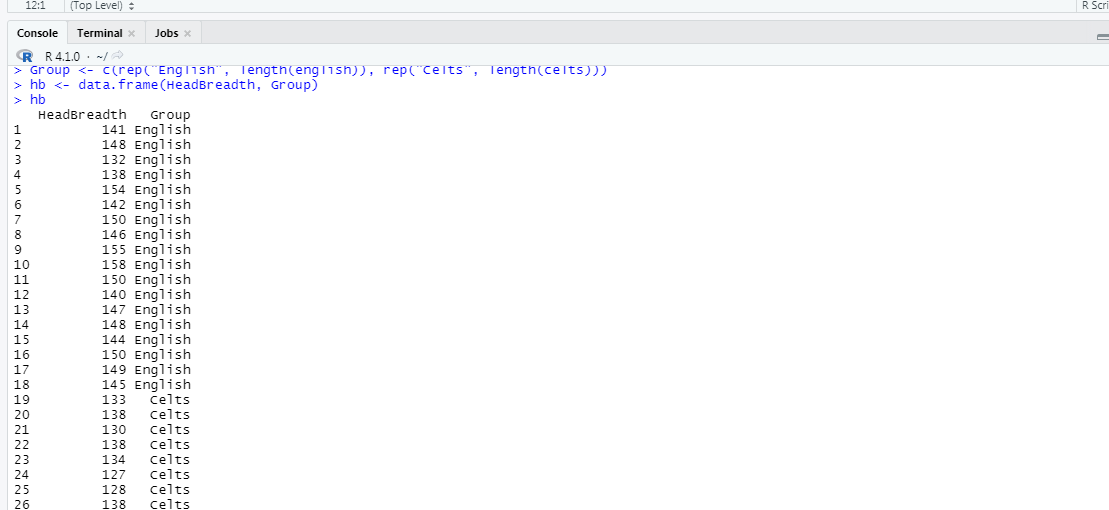 12:1 (Top Level) R Scri
Console Terminal Jobs
R R 4.1.0 · ~/
> Group <- c(rep("English", length(english)), rep("Celts", length(celts)))
> hb <- data.frame(HeadBreadth, Group)
> hb
HeadBreadth Group
1 141 English
2 148 English
3 132 English
4 138 English
5 154 English
6 142 English
7 150 English
8 146 English
9 155 English
10 158 English
11 150 English
12 140 English
13 147 English
14 148 English
15 144 English
16 150 English
17 149 English
18 145 English
19 133 Celts
20 138 Celts
21 130 Celts
22 138 Celts
23 134 Celts
24 127 Celts
25 128 Celts
26 138 Celts